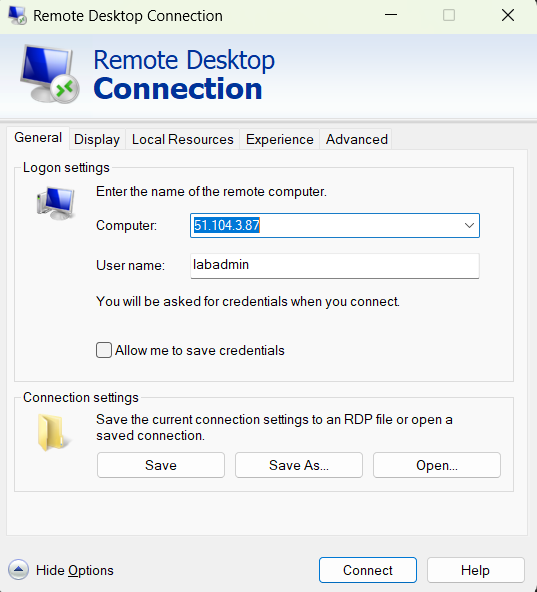 Remote Desktop Connection
Remote Desktop
Connection
General Display Local Resources Experience Advanced
Logon settings
Enter the name of the remote computer.
Computer: 51.104.3.87
User name: labadmin
You will be asked for credentials when you connect.
Allow me to save credentials
Connection settings
Save the current connection settings to an RDP file or open a
saved connection.
Save Save As... Open...
Hide Options Connect Help